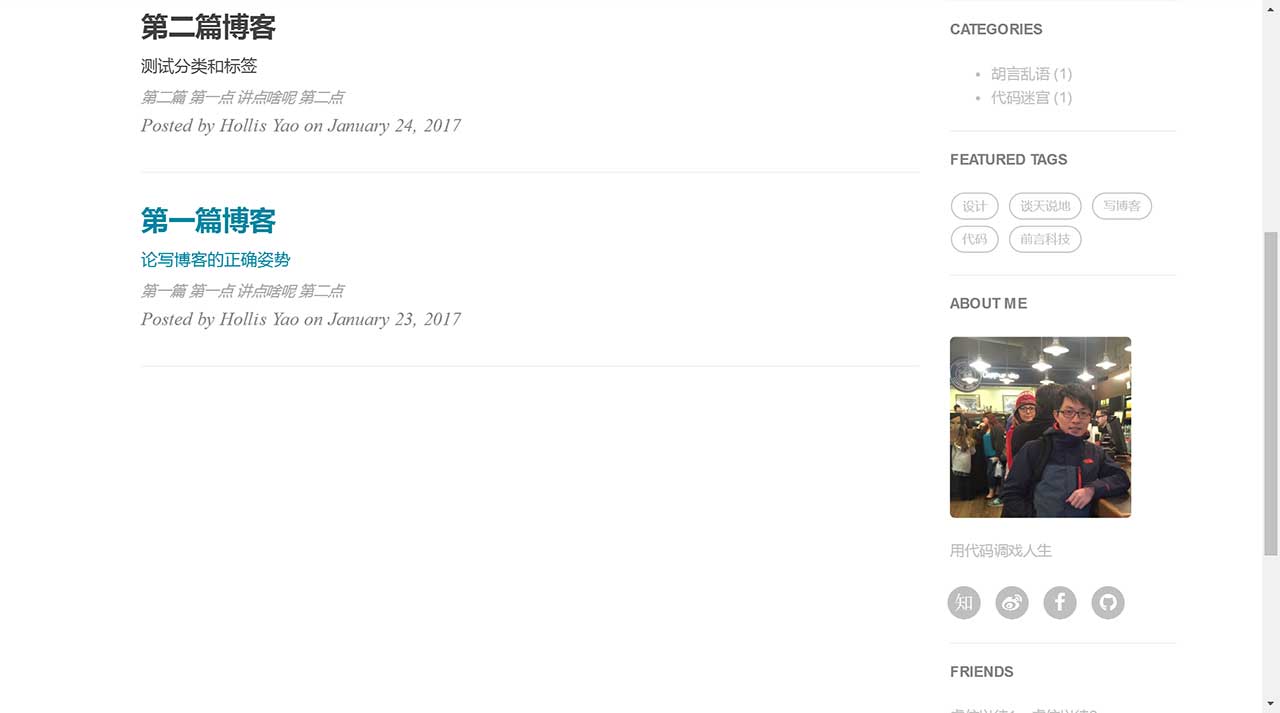 第二篇博客
测试分类和标签
第二篇 第一点 讲点啥呢 第二点
Posted by Hollis Yao on January 24, 2017
第一篇博客
论写博客的正确姿势
第一篇 第一点 讲点啥呢 第二点
Posted by Hollis Yao on January 23, 2017
CATEGORIES
胡言乱语 (1)
代码迷宫 (1)
FEATURED TAGS
设计 谈天说地 写博客
代码 前言科技
ABOUT ME
用代码调戏人生
知
FRIENDS